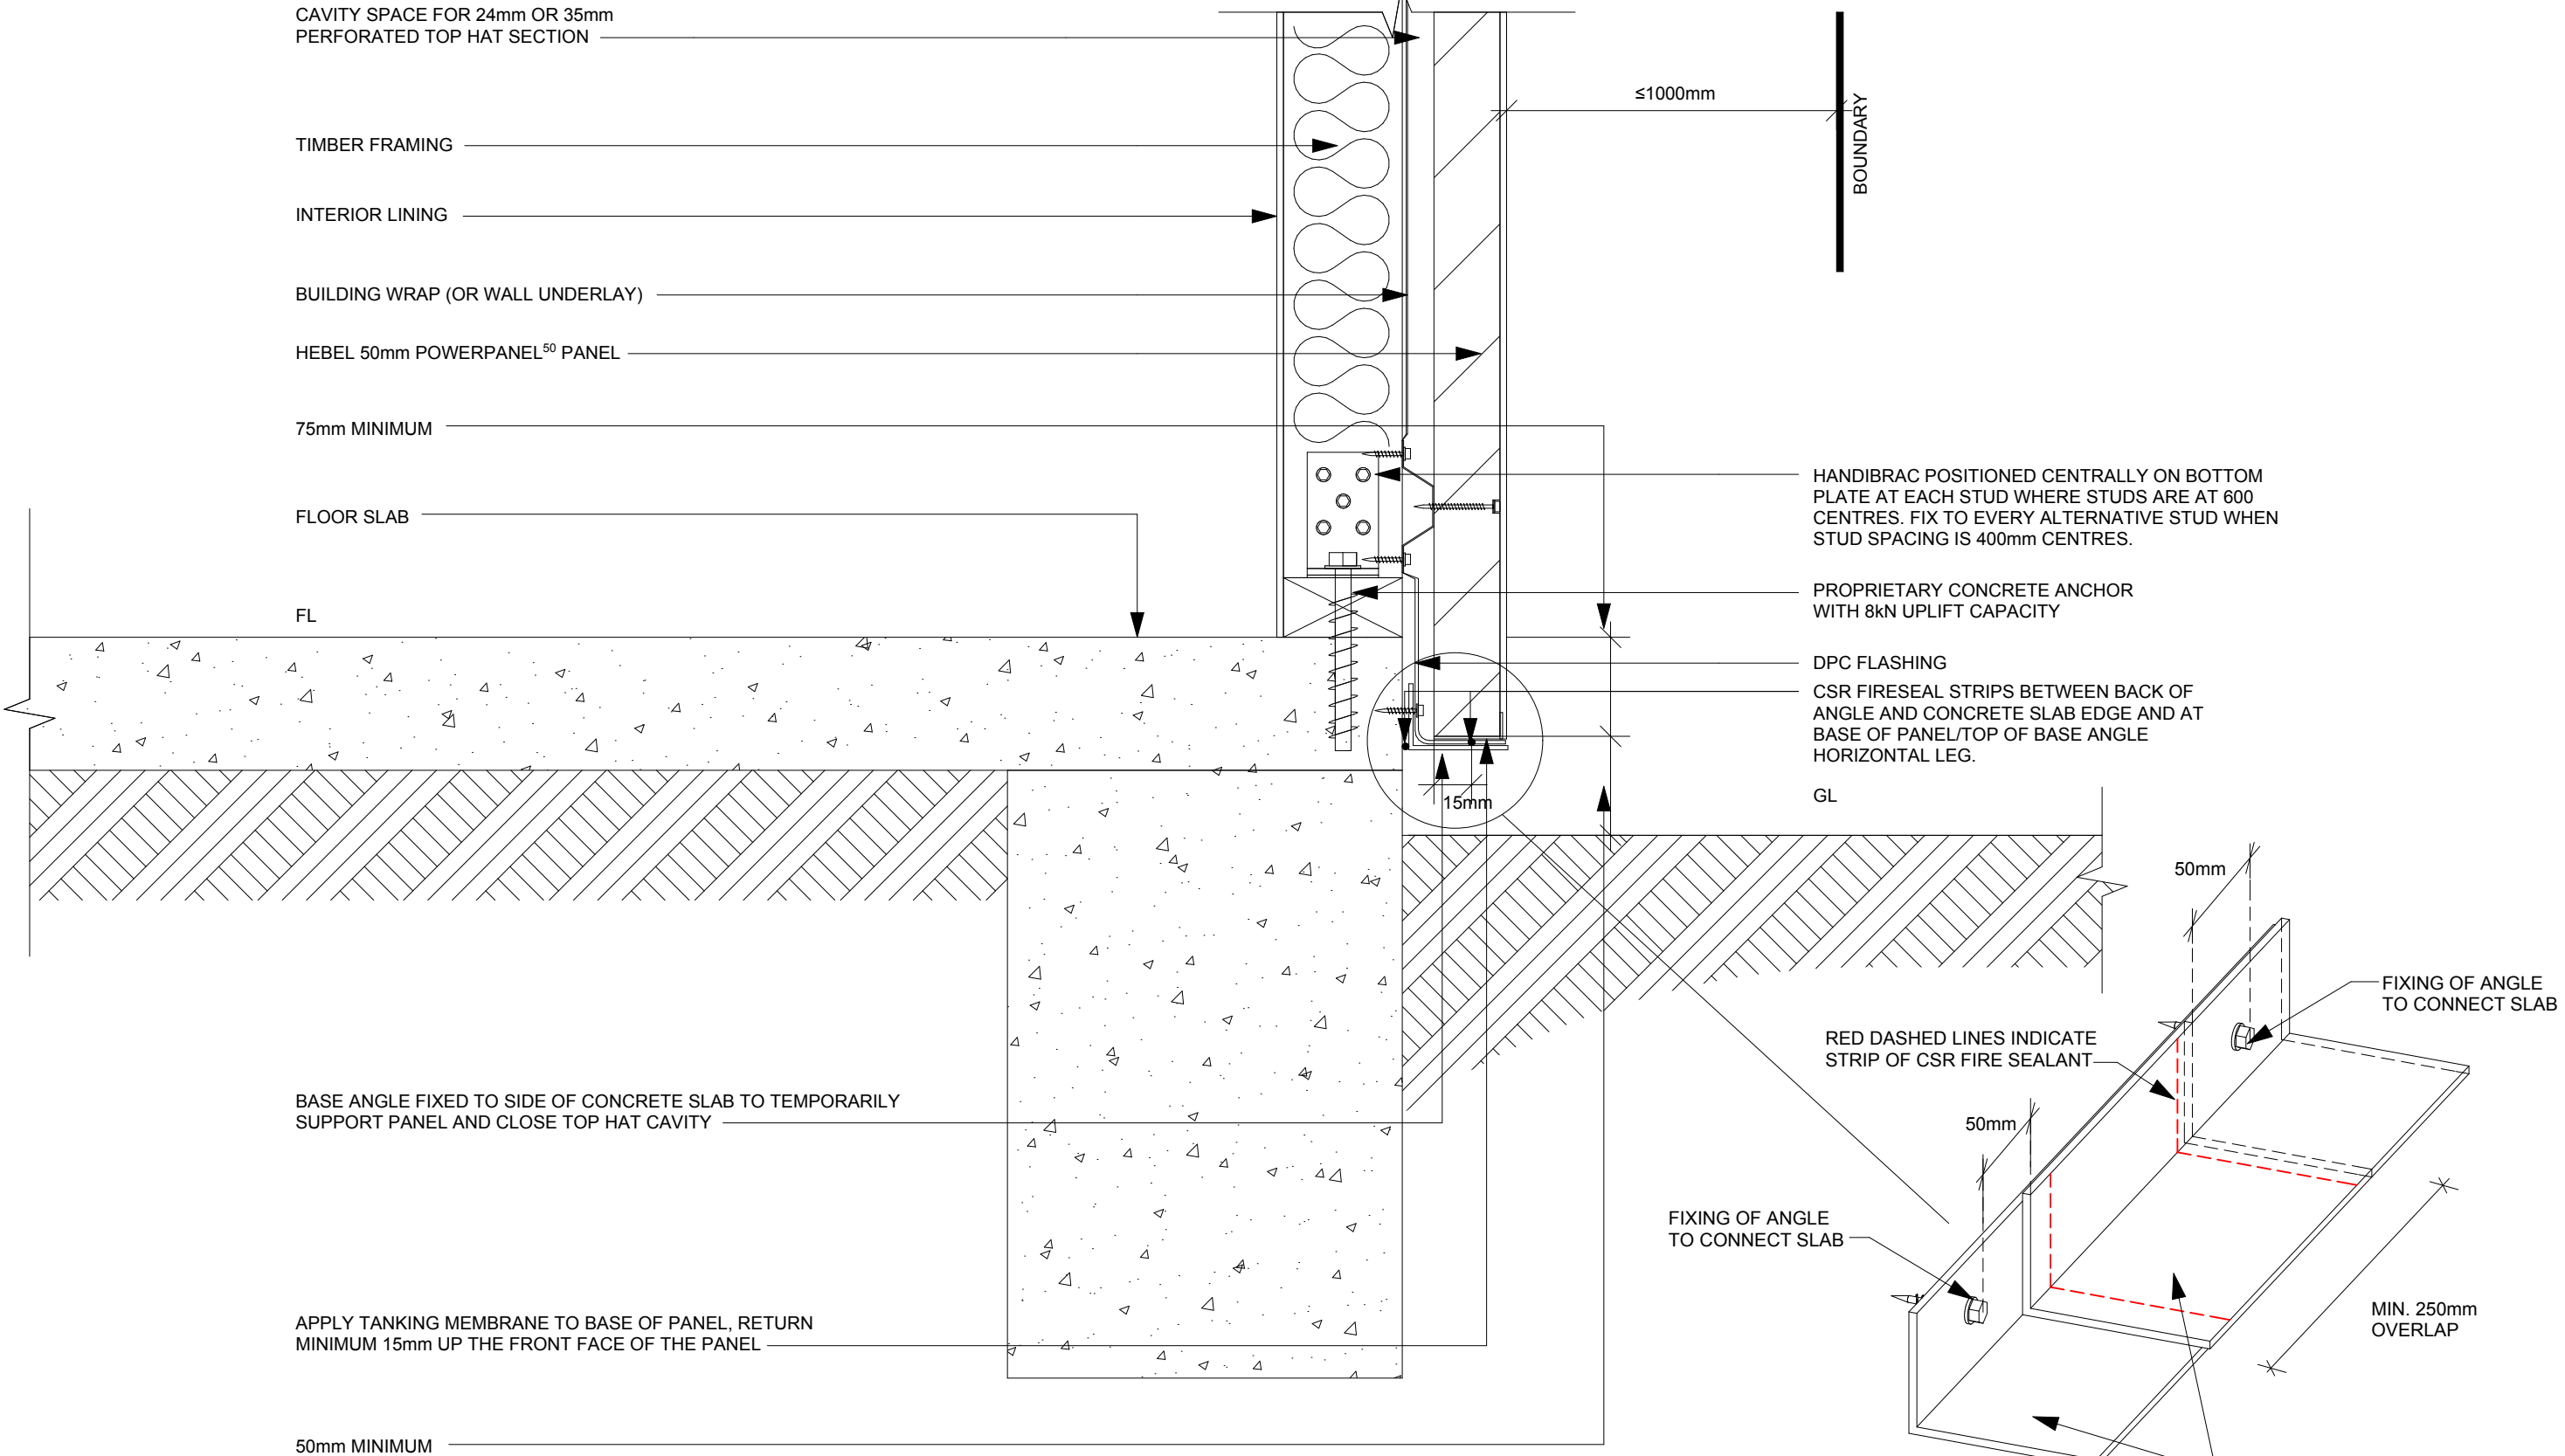 CAVITY SPACE FOR 24mm OR 35mm
PERFORATED TOP HAT SECTION
≤1000mm
BOUNDARY
TIMBER FRAMING
INTERIOR LINING
BUILDING WRAP (OR WALL UNDERLAY)
HEBEL 50mm POWERPANEL⁵⁰ PANEL
75mm MINIMUM
FLOOR SLAB
FL
HANDIBRAC POSITIONED CENTRALLY ON BOTTOM
PLATE AT EACH STUD WHERE STUDS ARE AT 600
CENTRES. FIX TO EVERY ALTERNATIVE STUD WHEN
STUD SPACING IS 400mm CENTRES.
PROPRIETARY CONCRETE ANCHOR
WITH 8kN UPLIFT CAPACITY
DPC FLASHING
CSR FIRESEAL STRIPS BETWEEN BACK OF
ANGLE AND CONCRETE SLAB EDGE AND AT
BASE OF PANEL/TOP OF BASE ANGLE
HORIZONTAL LEG.
GL
15mm
50mm
FIXING OF ANGLE
TO CONNECT SLAB
RED DASHED LINES INDICATE
STRIP OF CSR FIRE SEALANT
50mm
FIXING OF ANGLE
TO CONNECT SLAB
MIN. 250mm
OVERLAP
BASE ANGLE FIXED TO SIDE OF CONCRETE SLAB TO TEMPORARILY
SUPPORT PANEL AND CLOSE TOP HAT CAVITY
APPLY TANKING MEMBRANE TO BASE OF PANEL, RETURN
MINIMUM 15mm UP THE FRONT FACE OF THE PANEL
50mm MINIMUM